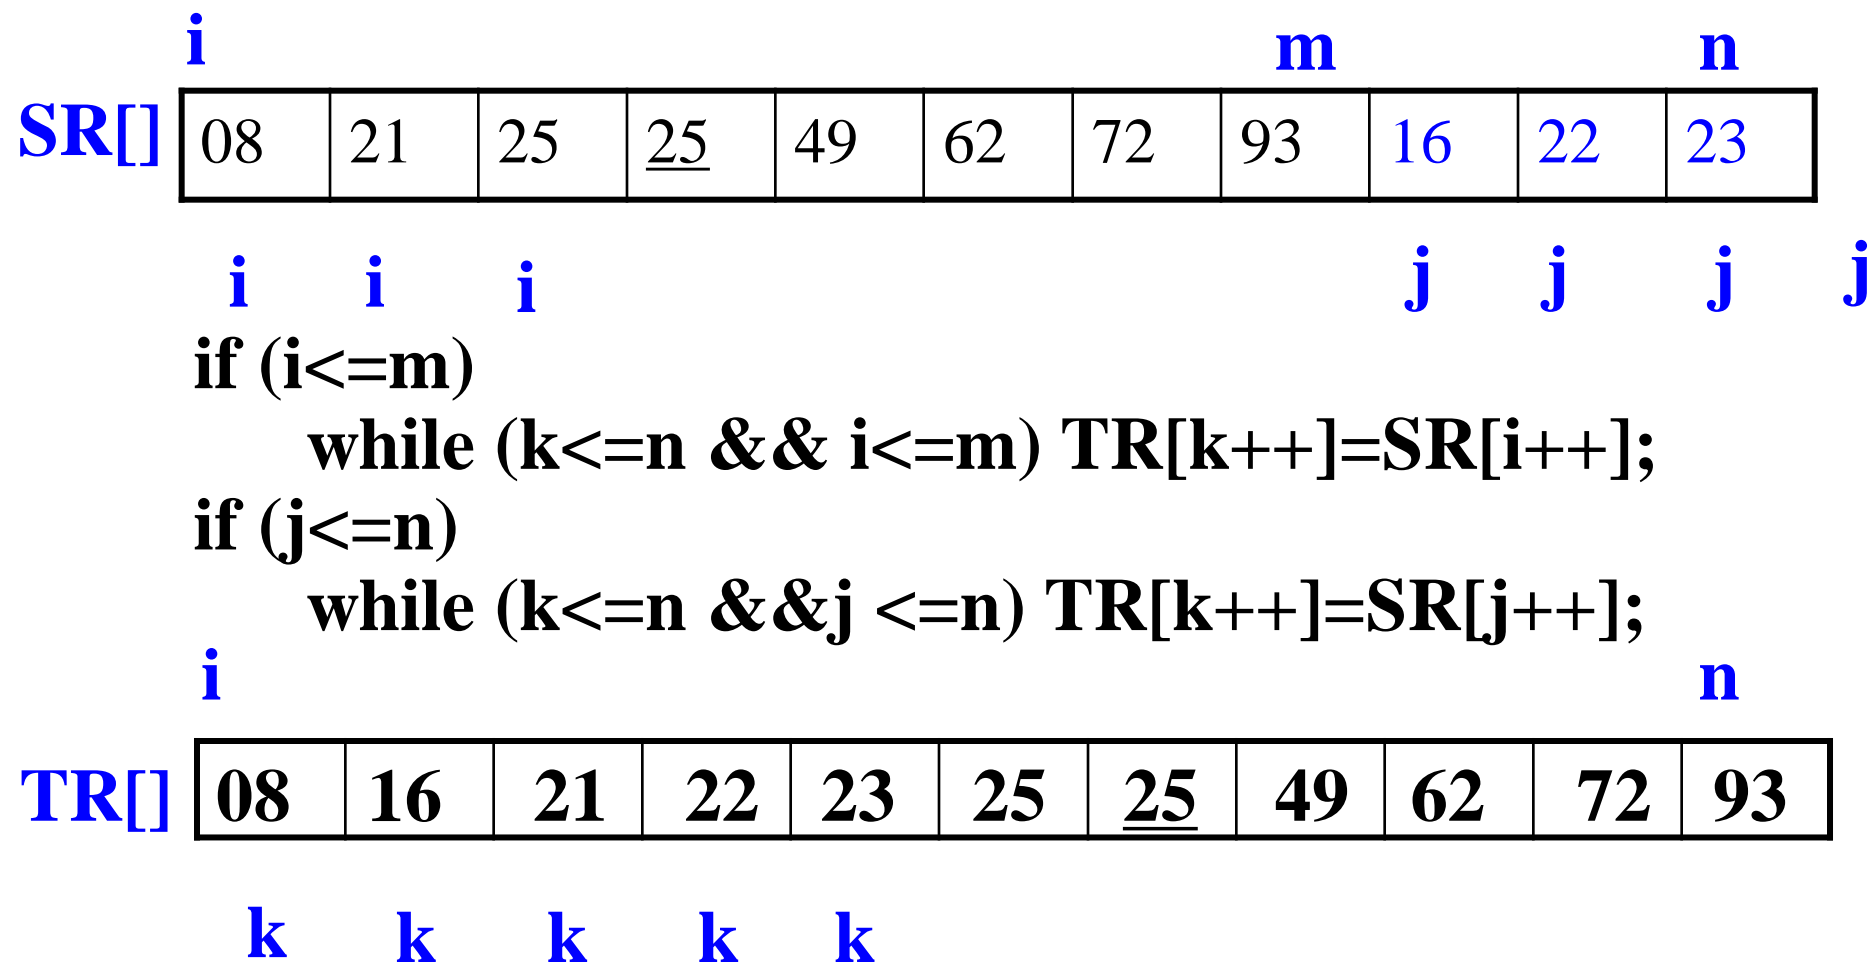 i m n
SR[] 08 21 25 25 49 62 72 93 16 22 23
i i i j j j j
if (i<=m)
while (k<=n && i<=m) TR[k++]=SR[i++];
if (j<=n)
while (k<=n &&j <=n) TR[k++]=SR[j++];
i n
TR[] 08 16 21 22 23 25 25 49 62 72 93
k k k k k